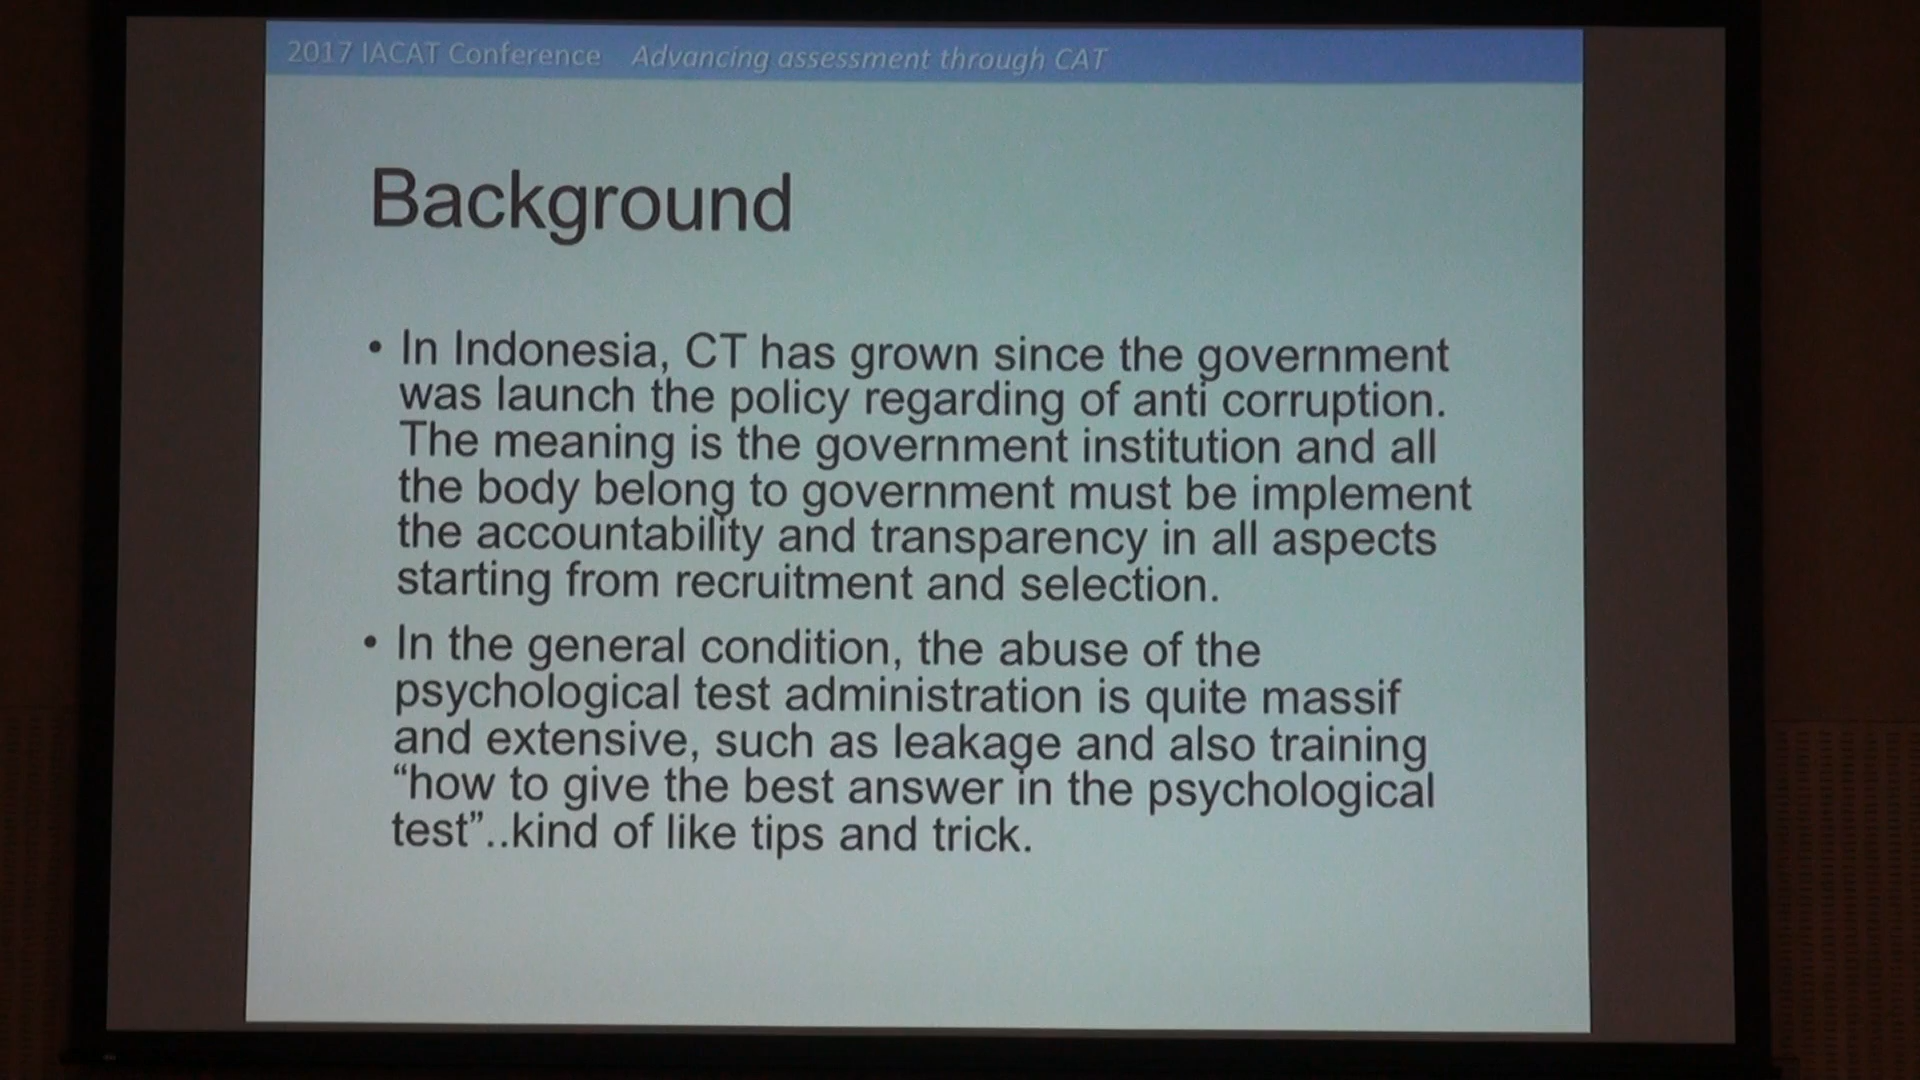 2017 IACAT Conference Advancing assessment through CAT
Background
• In Indonesia, CT has grown since the government
was launch the policy regarding of anti corruption.
The meaning is the government institution and all
the body belong to government must be implement
the accountability and transparency in all aspects
starting from recruitment and selection.
• In the general condition, the abuse of the
psychological test administration is quite massif
and extensive, such as leakage and also training
“how to give the best answer in the psychological
test”..kind of like tips and trick.